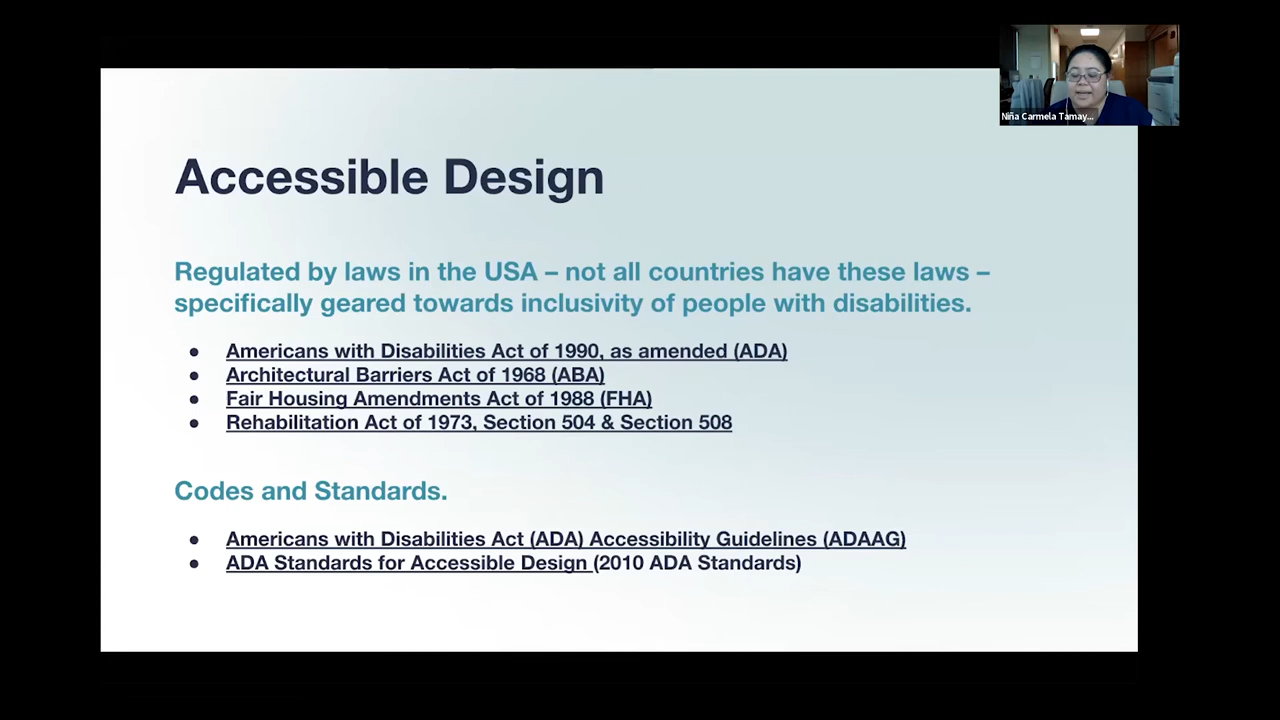 Niña Carmela Tamay...
Accessible Design
Regulated by laws in the USA – not all countries have these laws –
specifically geared towards inclusivity of people with disabilities.
● Americans with Disabilities Act of 1990, as amended (ADA)
● Architectural Barriers Act of 1968 (ABA)
● Fair Housing Amendments Act of 1988 (FHA)
● Rehabilitation Act of 1973, Section 504 & Section 508
Codes and Standards.
● Americans with Disabilities Act (ADA) Accessibility Guidelines (ADAAG)
● ADA Standards for Accessible Design (2010 ADA Standards)